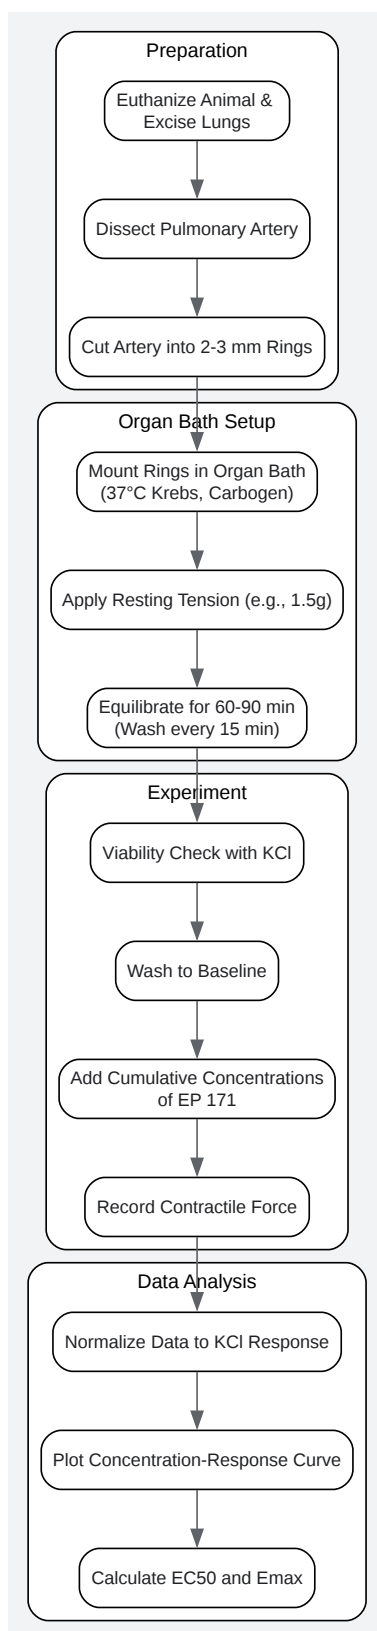 Preparation
Euthanize Animal &
Excise Lungs
Dissect Pulmonary Artery
Cut Artery into 2-3 mm Rings
Organ Bath Setup
Mount Rings in Organ Bath
(37°C Krebs, Carbogen)
Apply Resting Tension (e.g., 1.5g)
Equilibrate for 60-90 min
(Wash every 15 min)
Experiment
Viability Check with KCl
Wash to Baseline
Add Cumulative Concentrations
of EP 171
Record Contractile Force
Data Analysis
Normalize Data to KCl Response
Plot Concentration-Response Curve
Calculate EC50 and Emax